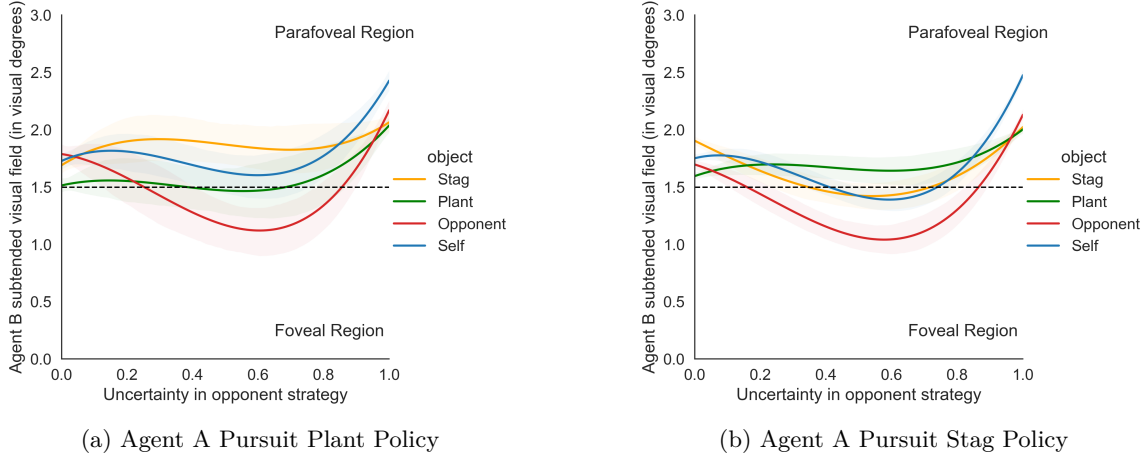 Agent B subtended visual field (in visual degrees)
3.0
2.5
2.0
1.5
1.0
0.5
0.0
Parafoveal Region
Foveal Region
0.0 0.2 0.4 0.6 0.8 1.0
Uncertainty in opponent strategy
object
Stag
Plant
Opponent
Self
(a) Agent A Pursuit Plant Policy
Agent B subtended visual field (in visual degrees)
3.0
2.5
2.0
1.5
1.0
0.5
0.0
Parafoveal Region
Foveal Region
0.0 0.2 0.4 0.6 0.8 1.0
Uncertainty in opponent strategy
object
Stag
Plant
Opponent
Self
(b) Agent A Pursuit Stag Policy